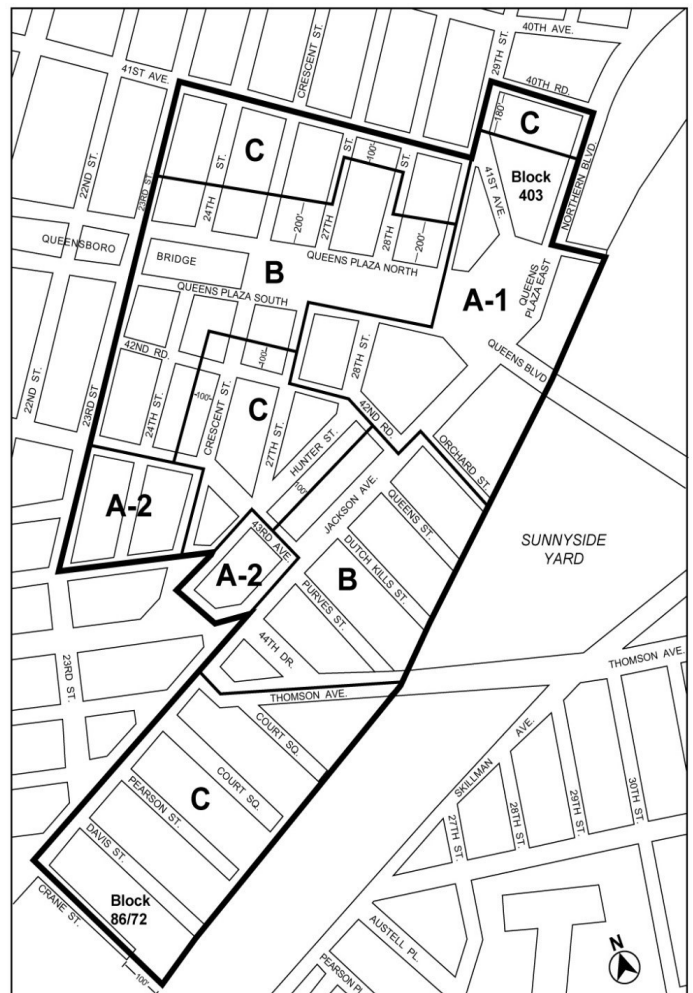 40TH AVE.
29TH ST.
CRESCENT ST.
41ST AVE.
40TH RD.
180'
C
C
ST.
ST.
100'
ST.
Block
403
41ST AVE.
NORTHERN BLVD.
22ND ST.
23RD ST.
24TH
200'
27TH
28TH
200'
QUEENSBORO
BRIDGE
B
QUEENS PLAZA NORTH
QUEENS
PLAZA EAST
A-1
QUEENS PLAZA SOUTH
42ND RD.
100'
28TH ST.
QUEENS BLVD
22ND ST.
23RD ST
24TH ST.
100'
CRESCENT ST.
C
27TH ST.
42ND RD.
HUNTER ST.
ORCHARD ST.
100'
JACKSON AVE.
QUEENS ST.
A-2
43RD AVE.
SUNNYSIDE
YARD
DUTCH KILLS ST.
A-2
B
PURVES ST.
44TH DR.
23RD ST.
THOMSON AVE.
THOMSON AVE.
COURT SQ.
SKILLMAN AVE.
COURT SQ.
C
PEARSON ST.
27TH ST.
28TH ST.
29TH ST.
30TH ST.
DAVIS ST.
Block
86/72
CRANE ST.
100'
AUSTELL PL.
PEARSON PL
N